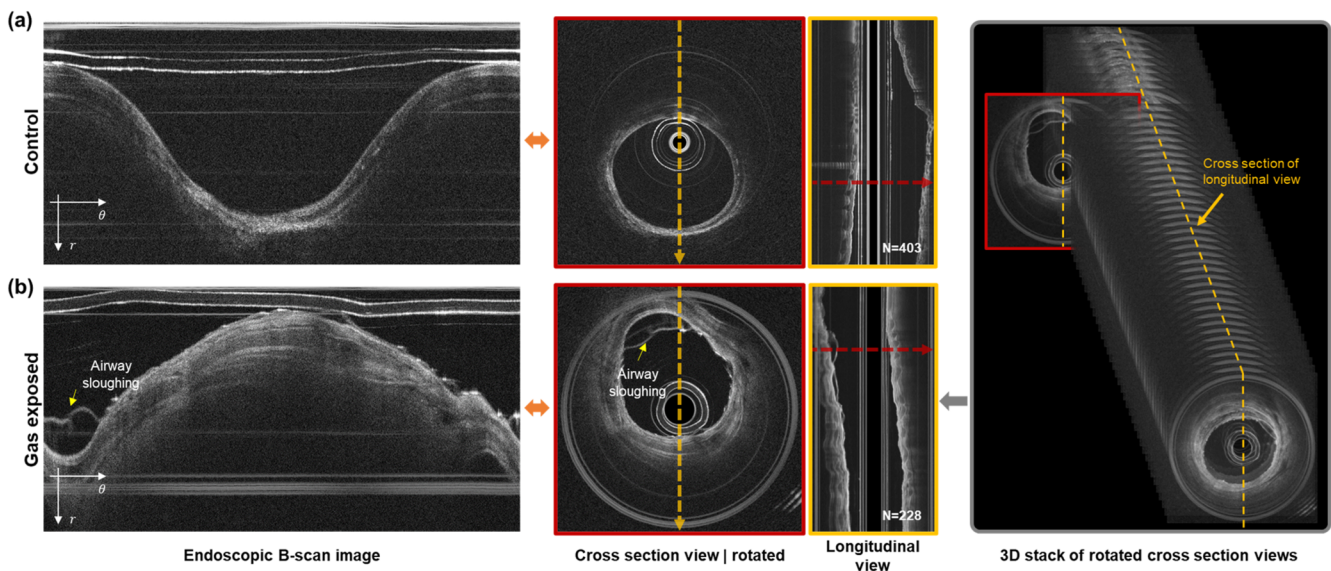 (a)
Control
θ
r
N=403
Cross section of
longitudinal view
(b)
Gas exposed
Airway
sloughing
θ
r
Airway
sloughing
N=228
Endoscopic B-scan image
Cross section view | rotated
Longitudinal
view
3D stack of rotated cross section views